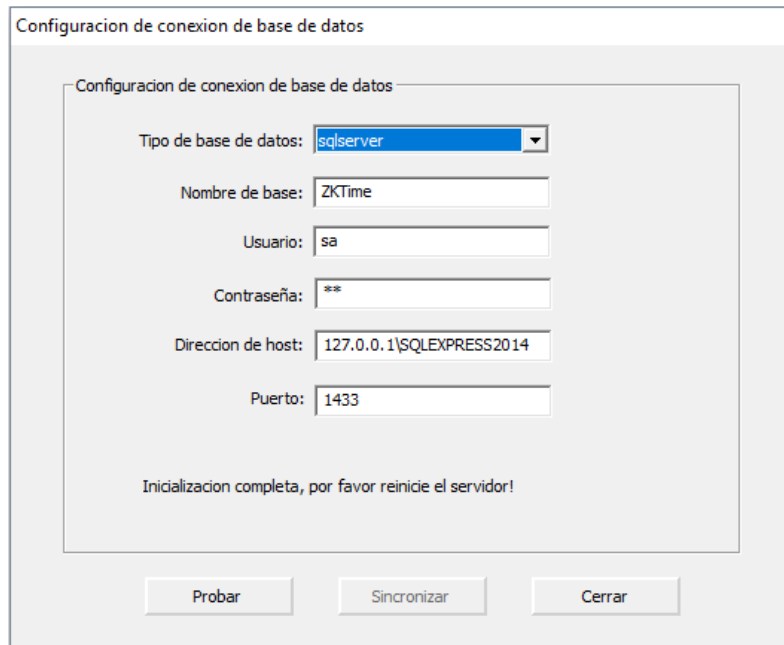 Configuracion de conexion de base de datos
Configuracion de conexion de base de datos
Tipo de base de datos: sqlserver
Nombre de base: ZKTime
Usuario: sa
Contraseña: **
Direccion de host: 127.0.0.1\SQLEXPRESS2014
Puerto: 1433
Inicializacion completa, por favor reinicie el servidor!
Probar Sincronizar Cerrar